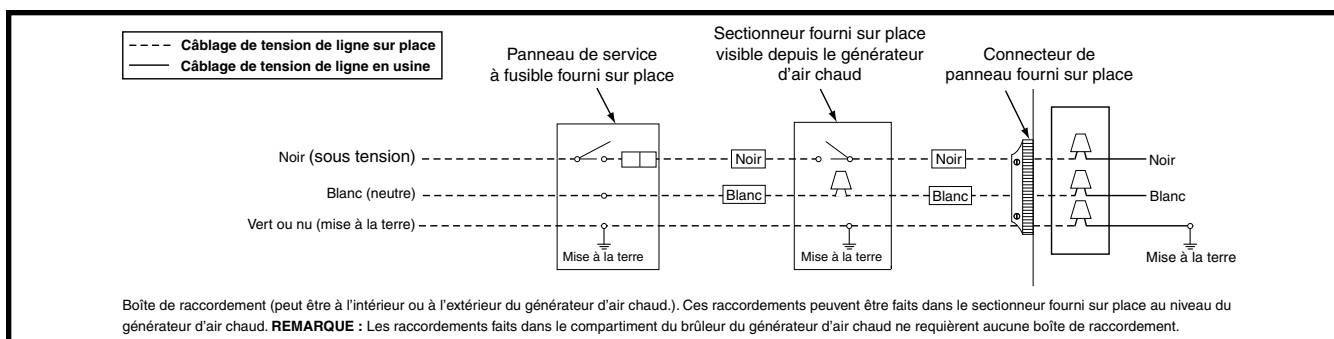 Câblage de tension de ligne sur place
Câblage de tension de ligne en usine
Panneau de service
à fusible fourni sur place
Sectionneur fourni sur place
visible depuis le générateur
d'air chaud
Connecteur de
panneau fourni sur place
Noir (sous tension)
Noir
Noir
Noir
Blanc (neutre)
Blanc
Blanc
Blanc
Vert ou nu (mise à la terre)
Mise à la terre
Mise à la terre
Mise à la terre
Boîte de raccordement (peut être à l'intérieur ou à l'extérieur du générateur d'air chaud.). Ces raccordements peuvent être faits dans le sectionneur fourni sur place au niveau du
générateur d'air chaud. REMARQUE : Les raccordements faits dans le compartiment du brûleur du générateur d'air chaud ne requièrent aucune boîte de raccordement.